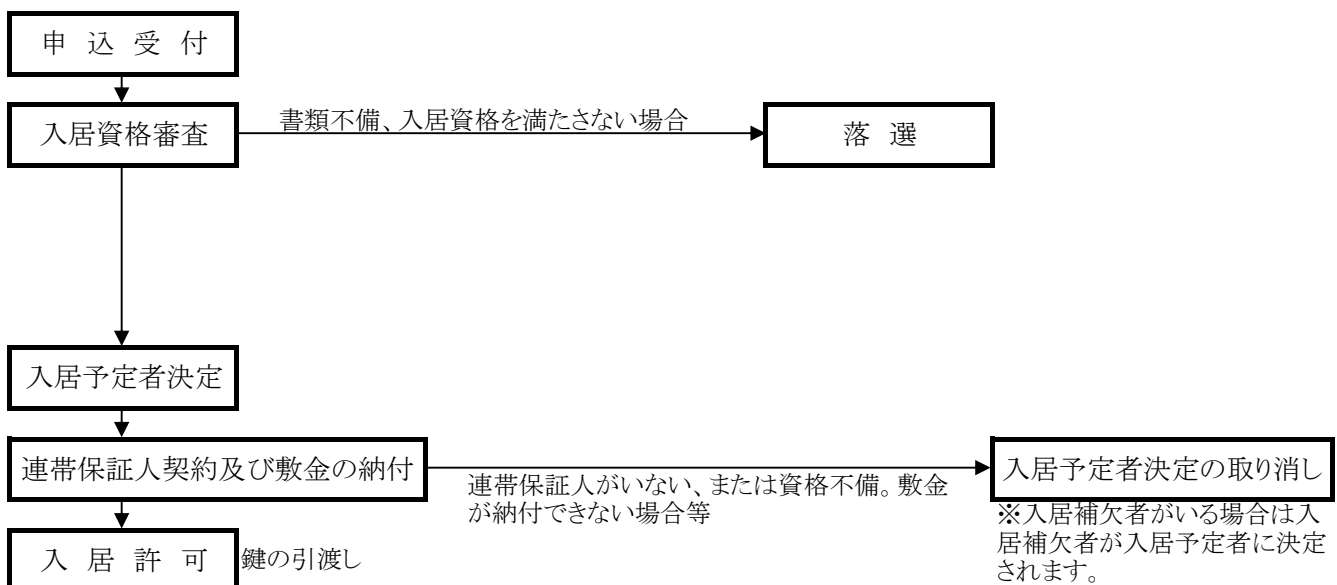 申 込 受 付
書類不備、入居資格を満たさない場合
入居資格審査
落 選
入居予定者決定
連帯保証人契約及び敷金の納付
連帯保証人がいない、または資格不備。敷金
が納付できない場合等
入居予定者決定の取り消し
※入居補欠者がいる場合は入
居補欠者が入居予定者に決定
されます。
入 居 許 可
鍵の引渡し